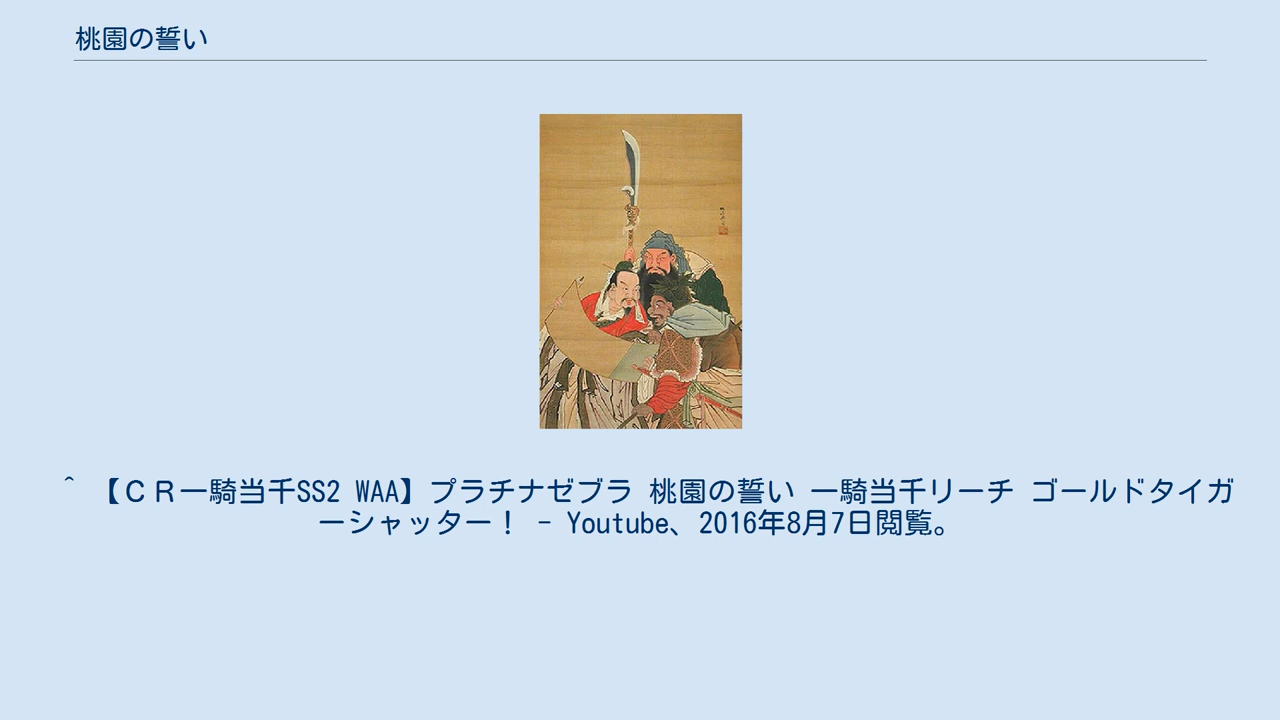 桃園の誓い
^ 【ＣＲ一騎当千SS2 WAA】プラチナゼブラ 桃園の誓い 一騎当千リーチ ゴールドタイガ
ーシャッター！ - Youtube、2016年8月7日閲覧。